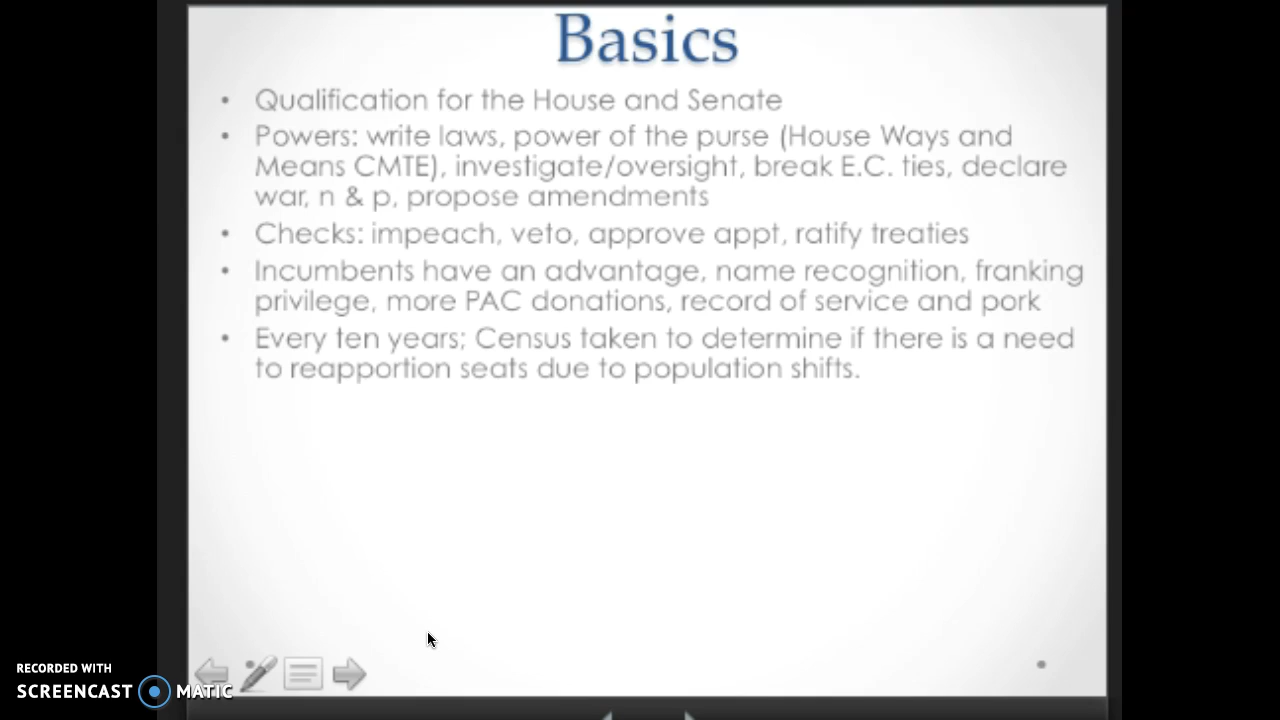 Basics
• Qualification for the House and Senate
• Powers: write laws, power of the purse (House Ways and
Means CMTE), investigate/oversight, break E.C. ties, declare
war, n & p, propose amendments
• Checks: impeach, veto, approve appt, ratify treaties
• Incumbents have an advantage, name recognition, franking
privilege, more PAC donations, record of service and pork
• Every ten years; Census taken to determine if there is a need
to reapportion seats due to population shifts.
RECORDED WITH
SCREENCAST MATIC